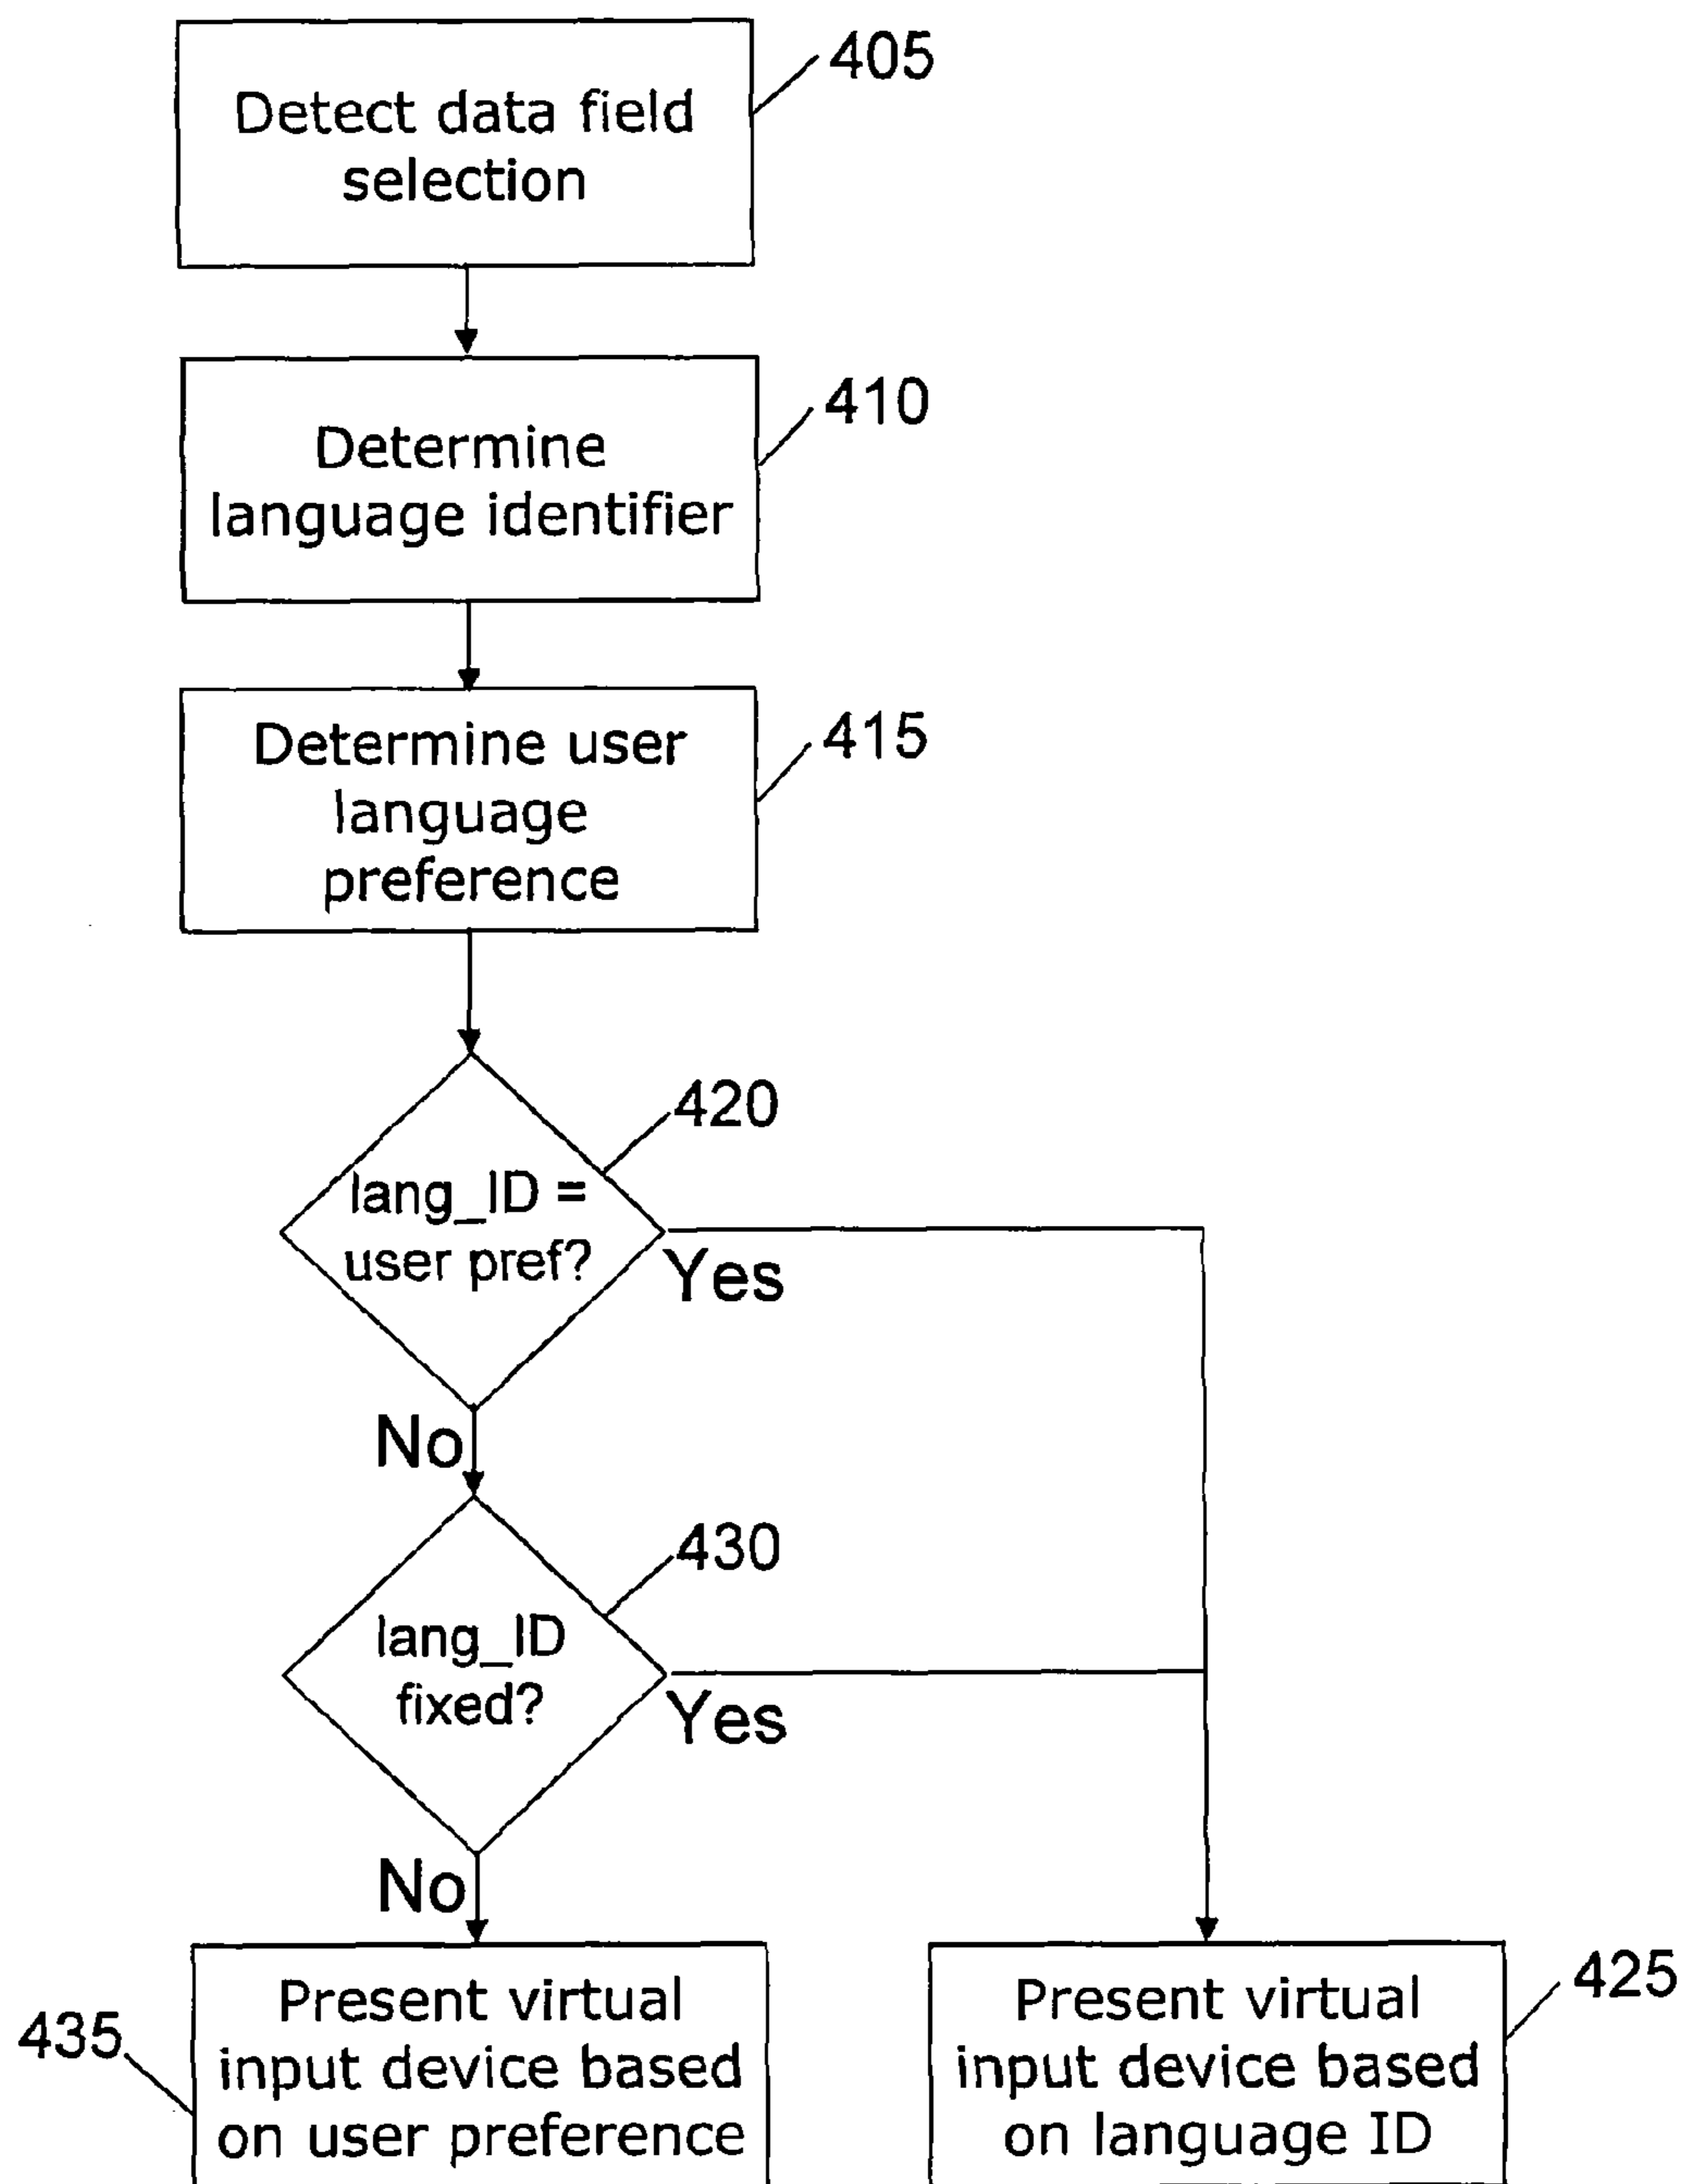 405
Detect data field
selection
410
Determine
language identifier
415
Determine user
language
preference
420
lang_ID =
user pref?
Yes
No
430
lang_ID
fixed?
Yes
No
435
Present virtual
input device based
on user preference
425
Present virtual
input device based
on language ID